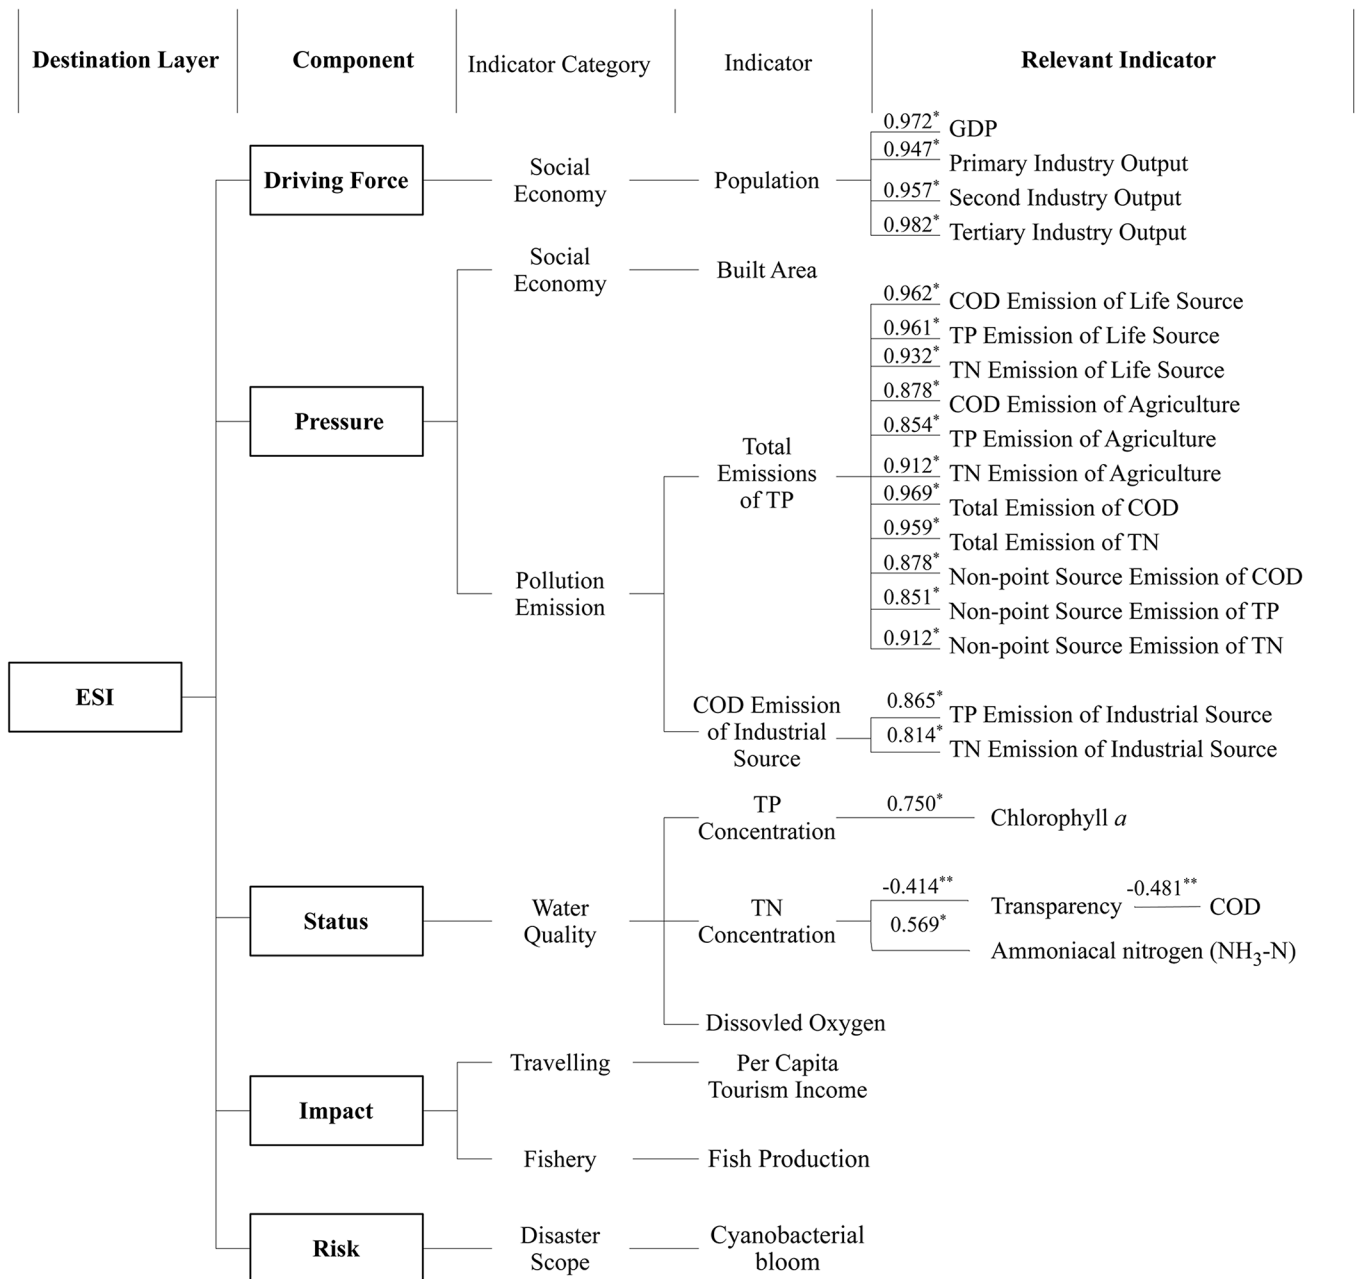 Destination Layer
Component
Indicator Category
Indicator
Relevant Indicator
ESI
Driving Force
Social
Economy
Population
0.972*
GDP
0.947*
Primary Industry Output
0.957*
Second Industry Output
0.982*
Tertiary Industry Output
Pressure
Social
Economy
Built Area
Pollution
Emission
Total
Emissions
of TP
0.962*
COD Emission of Life Source
0.961*
TP Emission of Life Source
0.932*
TN Emission of Life Source
0.878*
COD Emission of Agriculture
0.854*
TP Emission of Agriculture
0.912*
TN Emission of Agriculture
0.969*
Total Emission of COD
0.959*
Total Emission of TN
0.878*
Non-point Source Emission of COD
0.851*
Non-point Source Emission of TP
0.912*
Non-point Source Emission of TN
COD Emission
of Industrial
Source
0.865*
TP Emission of Industrial Source
0.814*
TN Emission of Industrial Source
Status
Water
Quality
TP
Concentration
0.750*
Chlorophyll a
TN
Concentration
-0.414**
Transparency
-0.481**
COD
0.569*
Ammoniacal nitrogen (NH3-N)
Dissovled Oxygen
Impact
Travelling
Per Capita
Tourism Income
Fishery
Fish Production
Risk
Disaster
Scope
Cyanobacterial
bloom